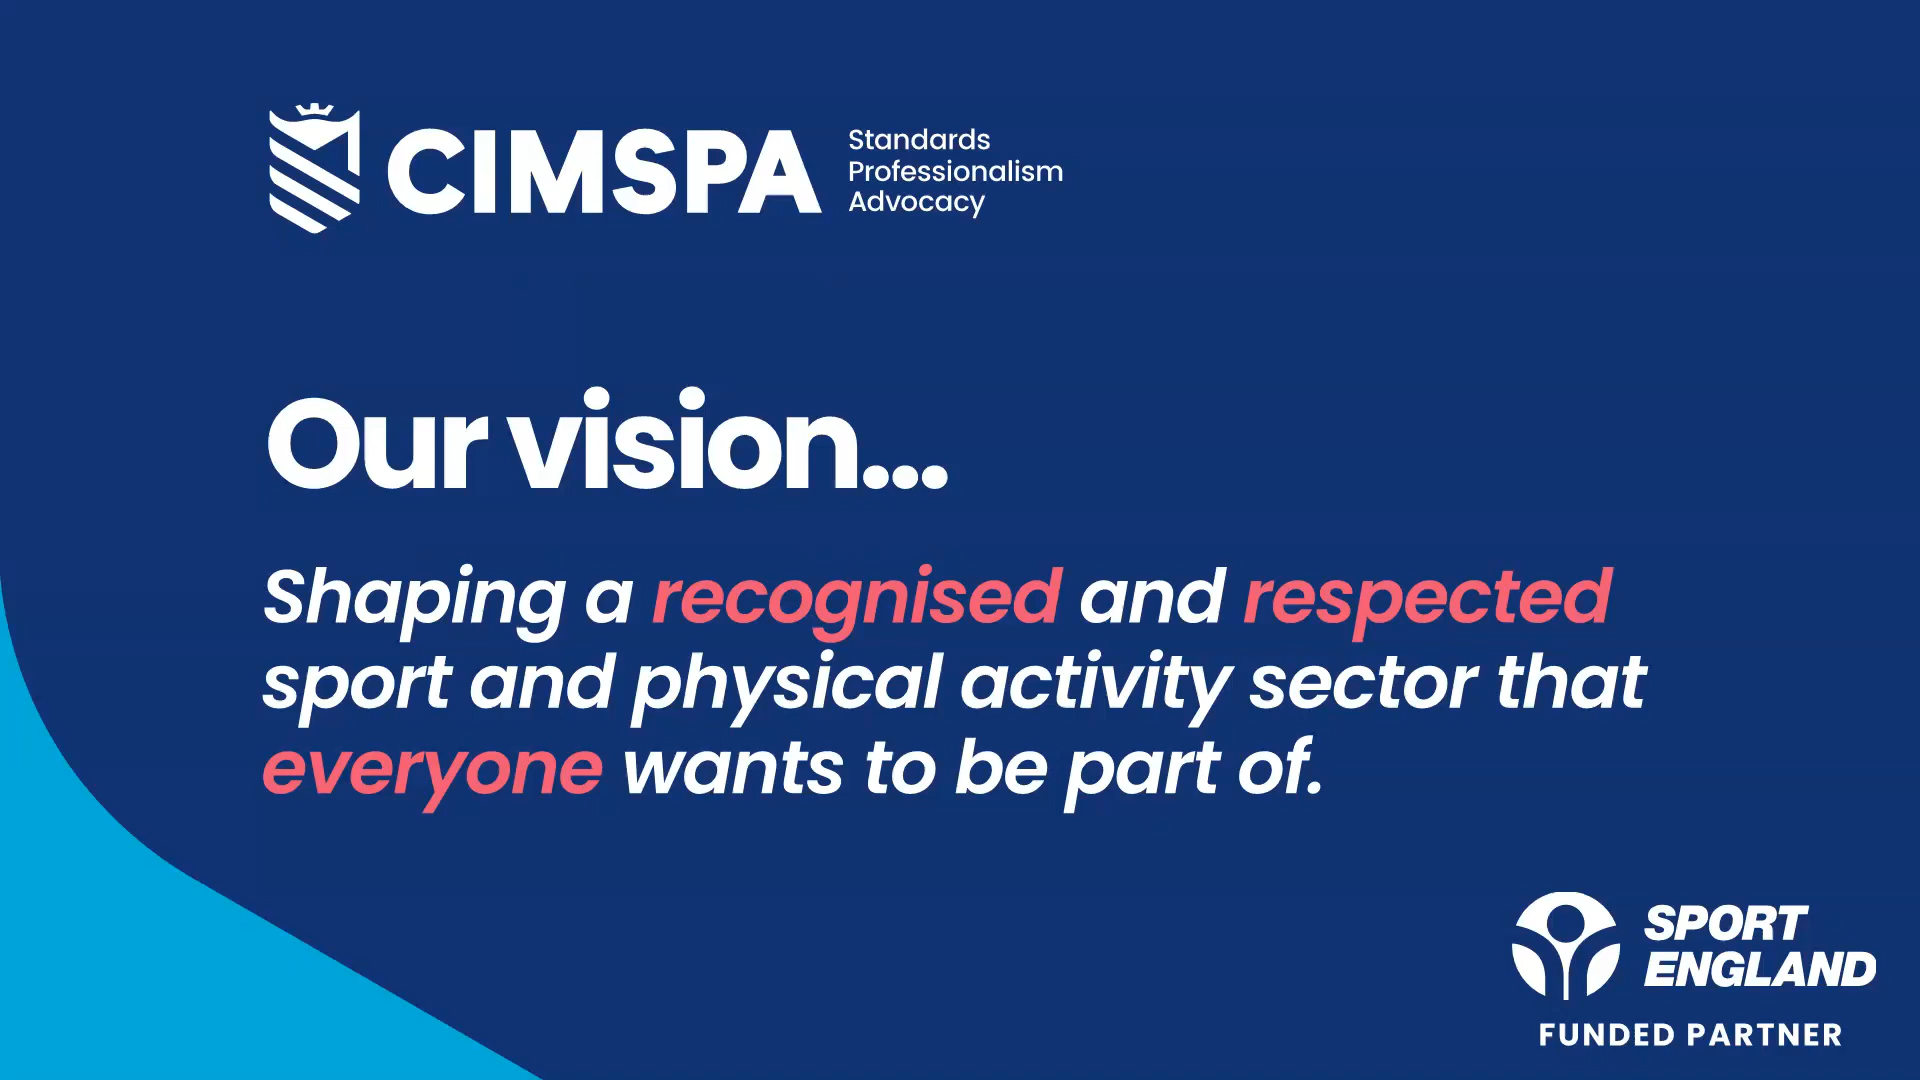 CIMSPA
Standards
Professionalism
Advocacy
Our vision...
Shaping a recognised and respected
sport and physical activity sector that
everyone wants to be part of.
SPORT
ENGLAND
FUNDED PARTNER